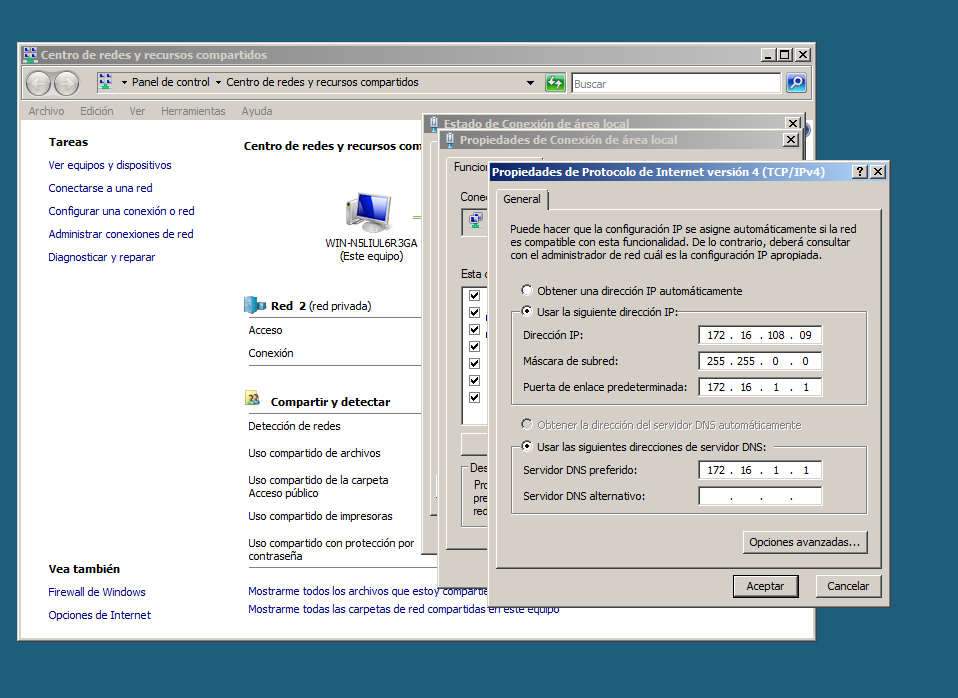 Centro de redes y recursos compartidos
Panel de control
Centro de redes y recursos compartidos
Buscar
Archivo Edición Ver Herramientas Ayuda
Tareas
Ver equipos y dispositivos
Conectarse a una red
Configurar una conexión o red
Administrar conexiones de red
Diagnosticar y reparar
Vea también
Firewall de Windows
Opciones de Internet
Centro de redes y recursos com
WIN-N5LIUL6R3GA
(Este equipo)
Red 2 (red privada)
Acceso
Conexión
Compartir y detectar
Detección de redes
Uso compartido de archivos
Uso compartido de la carpeta
Acceso público
Uso compartido de impresoras
Uso compartido con protección por
contraseña
Mostrarme todos los archivos que estoy compartie
Mostrarme todas las carpetas de red compartidas en este equipo
Estado de Conexión de área local
Propiedades de Conexión de área local
Funcion
Cone
Esta c
Des
Pro
pre
red
Propiedades de Protocolo de Internet versión 4 (TCP/IPv4)
General
Puede hacer que la configuración IP se asigne automáticamente si la red
es compatible con esta funcionalidad. De lo contrario, deberá consultar
con el administrador de red cuál es la configuración IP apropiada.
Obtener una dirección IP automáticamente
Usar la siguiente dirección IP:
Dirección IP: 172 . 16 . 108 . 09
Máscara de subred: 255 . 255 . 0 . 0
Puerta de enlace predeterminada: 172 . 16 . 1 . 1
Obtener la dirección del servidor DNS automáticamente
Usar las siguientes direcciones de servidor DNS:
Servidor DNS preferido: 172 . 16 . 1 . 1
Servidor DNS alternativo: . . .
Opciones avanzadas...
Aceptar Cancelar